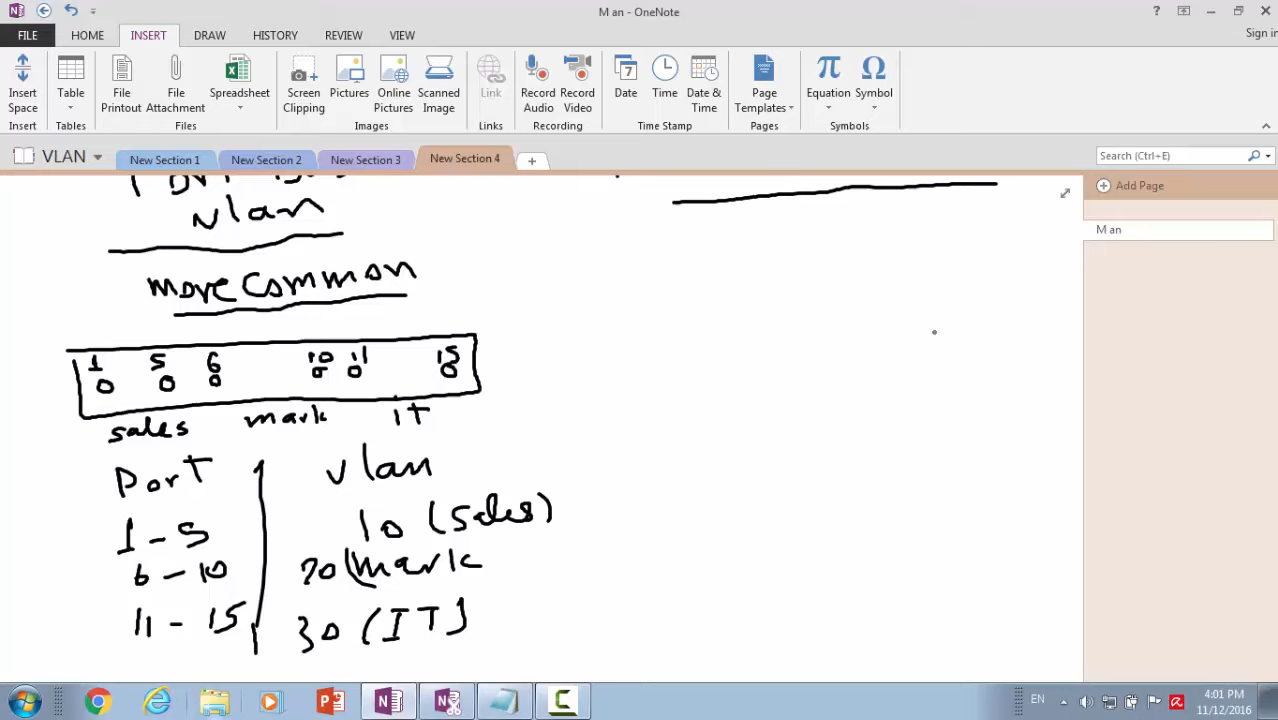 M an - OneNote
? 
Sign in
FILE HOME INSERT DRAW HISTORY REVIEW VIEW
Insert Space
Table
File Printout
File Attachment
Spreadsheet
Screen Clipping
Pictures
Online Pictures
Scanned Image
Link
Record Audio
Record Video
Date
Time
Date & Time
Page Templates
Equation
Symbol
Insert Tables Files Images Links Recording Time Stamp Pages Symbols
VLAN New Section 1 New Section 2 New Section 3 New Section 4
Search (Ctrl+E)
Add Page
M an
vlan
more Common
1 5 6 10 11 15
sales mark IT
Port vlan
1 - 5 10 (Sales)
6 - 10 20 (mark
11 - 15 30 (IT)
EN
4:01 PM
11/12/2016